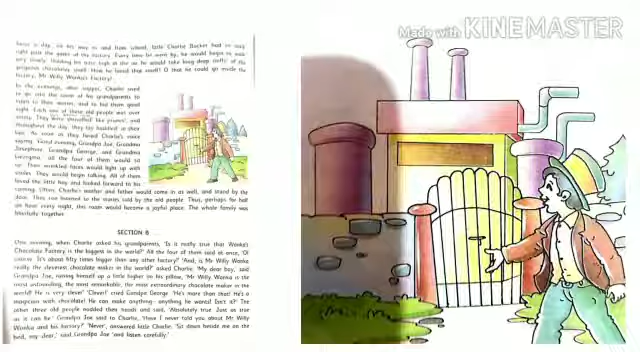 Made with KINEMASTER
Twice a day, on his way to and from school, little Charlie Bucket had to walk
right past the gates of the factory. Every time he went by, he would begin to walk
very slowly, holding his nose high in the air as he would take long deep sniffs of the
gorgeous chocolatey smell. How he loved that smell! O that he could go inside the
factory, Mr Willy Wonka's Factory!
In the evenings, after supper, Charlie used
to go into the room of his grandparents to
listen to their stories, and to bid them good
night. Each one of these old people was over
ninety. They were shrivelled like prunes, and
throughout the day, they lay huddled in their
beds. As soon as they heard Charlie's voice
saying 'Good evening, Grandpa Joe, Grandma
Josephine, Grandpa George, and Grandma
Georgina,' all the four of them would sit
up. Their wrinkled faces would light up with
smiles. They would begin talking. All of them
loved the little boy and looked forward to his
coming. Often, Charlie's mother and father would come in as well, and stand by the
door. They too listened to the stories told by the old people. Thus, perhaps for half
an hour every night, this room would become a joyful place. The whole family was
blissfully together.
SECTION B
One evening, when Charlie asked his grandparents, 'Is it really true that Wonka's
Chocolate Factory is the biggest in the world?' All the four of them said at once, 'Of
course. It's about fifty times bigger than any other factory!' 'And, is Mr Willy Wonka
really the cleverest chocolate maker in the world?' asked Charlie. 'My dear boy,' said
Grandpa Joe, raising himself up a little higher on his pillow, 'Mr Willy Wonka is the
most astounding, the most remarkable, the most extraordinary chocolate maker in the
world! He is very clever!' 'Clever!' cried Grandpa George. 'He's more than that! He's a
magician with chocolate! He can make anything- anything he wants! Isn't it?' The
other three old people nodded their heads and said, 'Absolutely true. Just as true
as it can be.' Grandpa Joe said to Charlie, 'Have I never told you about Mr Willy
Wonka and his factory?' 'Never', answered little Charlie. 'Sit down beside me on the
bed, my dear,' said Grandpa Joe 'and listen carefully.'